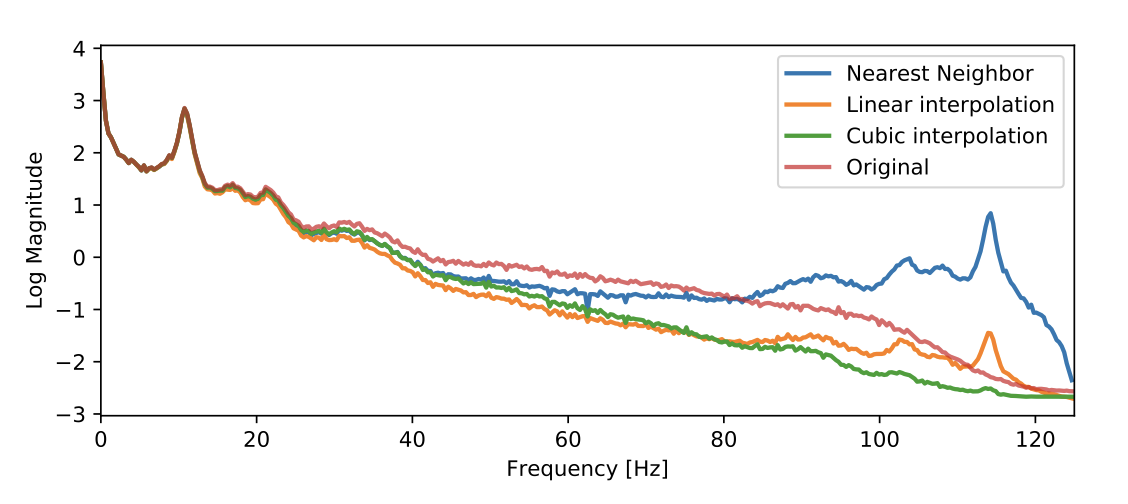 4
3
2
1
0
−1
−2
−3
Log Magnitude
Nearest Neighbor
Linear interpolation
Cubic interpolation
Original
0 20 40 60 80 100 120
Frequency [Hz]